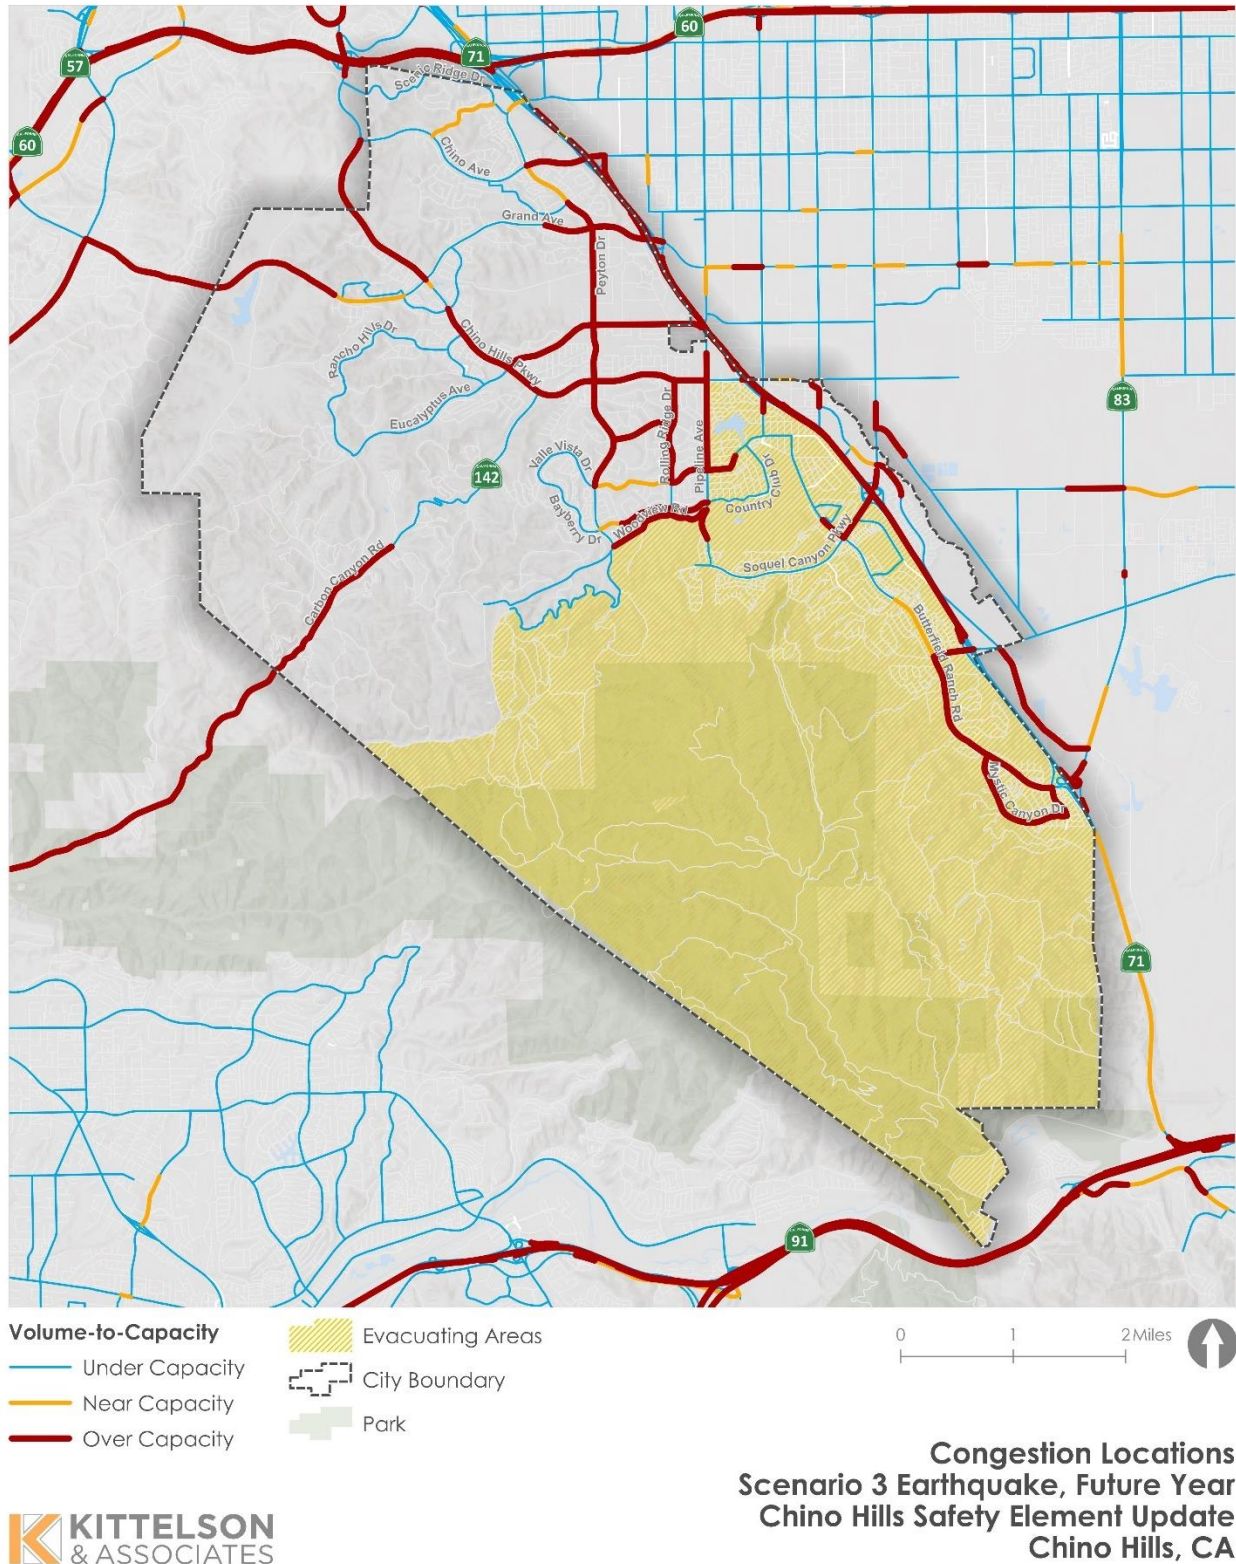 60
71
57
Scenic Ridge Dr
60
Chino Ave
Grand Ave
Peyton Dr
Rancho Hills Dr
Chino Hills Pkwy
Eucalyptus Ave
83
Rolling Ridge Dr
Pipeline Ave
Valle Vista Dr
142
Country Club Dr
Bayberry Dr
Woodview Rd
Soquel Canyon Pkwy
Carbon Canyon Rd
Butterfield Ranch Rd
Mystic Canyon Dr
71
91
Volume-to-Capacity
Under Capacity
Near Capacity
Over Capacity
Evacuating Areas
City Boundary
Park
0 1 2 Miles
Congestion Locations
Scenario 3 Earthquake, Future Year
Chino Hills Safety Element Update
Chino Hills, CA
KITTELSON
& ASSOCIATES